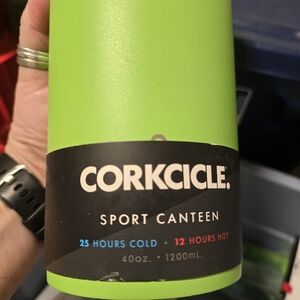 CORKCICLE.
SPORT CANTEEN
25 HOURS COLD • 12 HOURS HOT
40oz. • 1200mL.